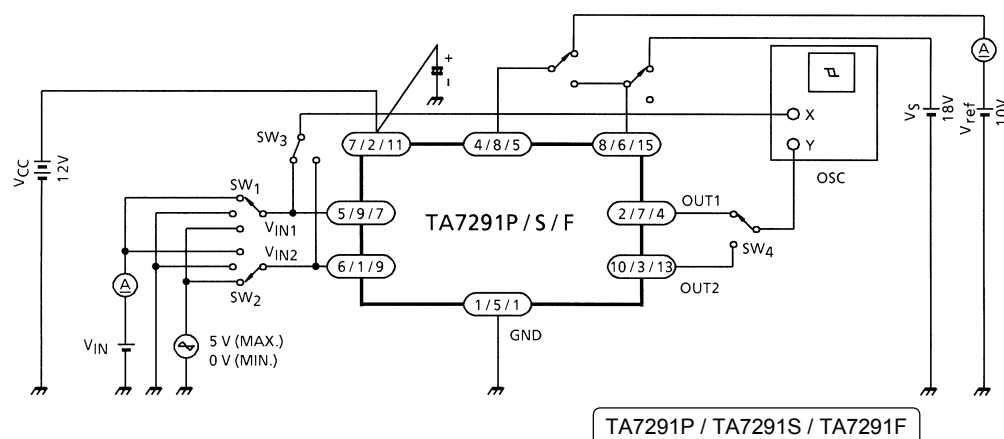 +
-
A
SW3
7 / 2 / 11
4 / 8 / 5
8 / 6 / 15
X
Y
OSC
VS
18V
Vref
10V
VCC
12V
SW1
5 / 9 / 7
VIN1
TA7291P / S / F
2 / 7 / 4
OUT1
SW4
VIN2
6 / 1 / 9
10 / 3 / 13
OUT2
A
SW2
1 / 5 / 1
GND
VIN
5 V (MAX.)
0 V (MIN.)
TA7291P / TA7291S / TA7291F